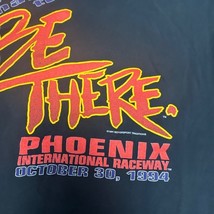 BE
THERE.
PHOENIX
INTERNATIONAL RACEWAY
OCTOBER 30, 1994